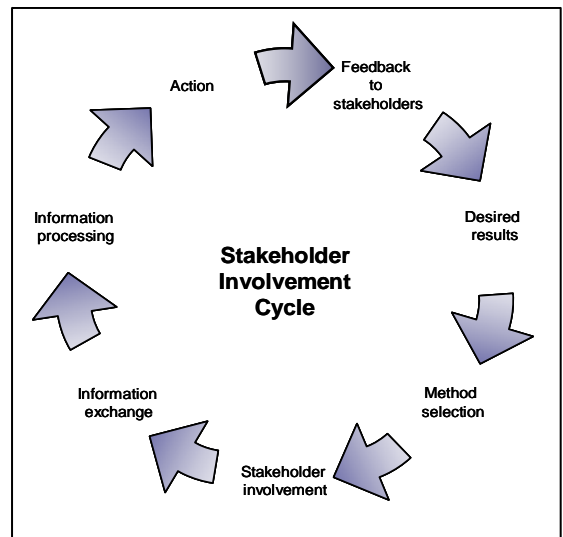 Action
Feedback
to
stakeholders
Desired
results
Method
selection
Stakeholder
involvement
Information
exchange
Information
processing
Stakeholder
Involvement
Cycle